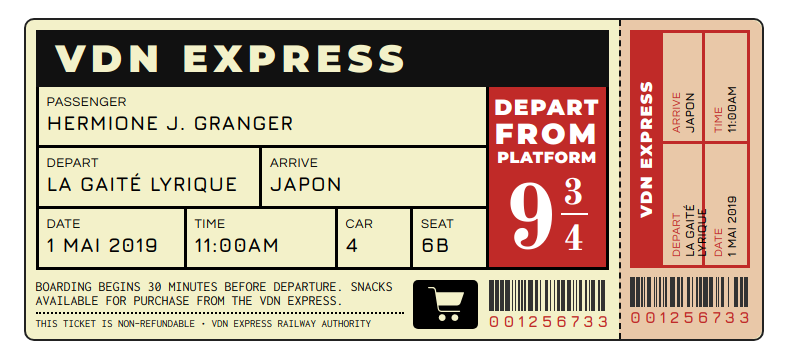 VDN EXPRESS
PASSENGER
HERMIONE J. GRANGER
DEPART
LA GAITÉ LYRIQUE
ARRIVE
JAPON
DATE
1 MAI 2019
TIME
11:00AM
CAR
4
SEAT
6B
DEPART
FROM
PLATFORM
9 3/4
BOARDING BEGINS 30 MINUTES BEFORE DEPARTURE. SNACKS
AVAILABLE FOR PURCHASE FROM THE VDN EXPRESS.
THIS TICKET IS NON-REFUNDABLE • VDN EXPRESS RAILWAY AUTHORITY
001256733
VDN EXPRESS
DEPART
LA GAITÉ
LYRIQUE
ARRIVE
JAPON
DATE
1 MAI 2019
TIME
11:00AM
001256733